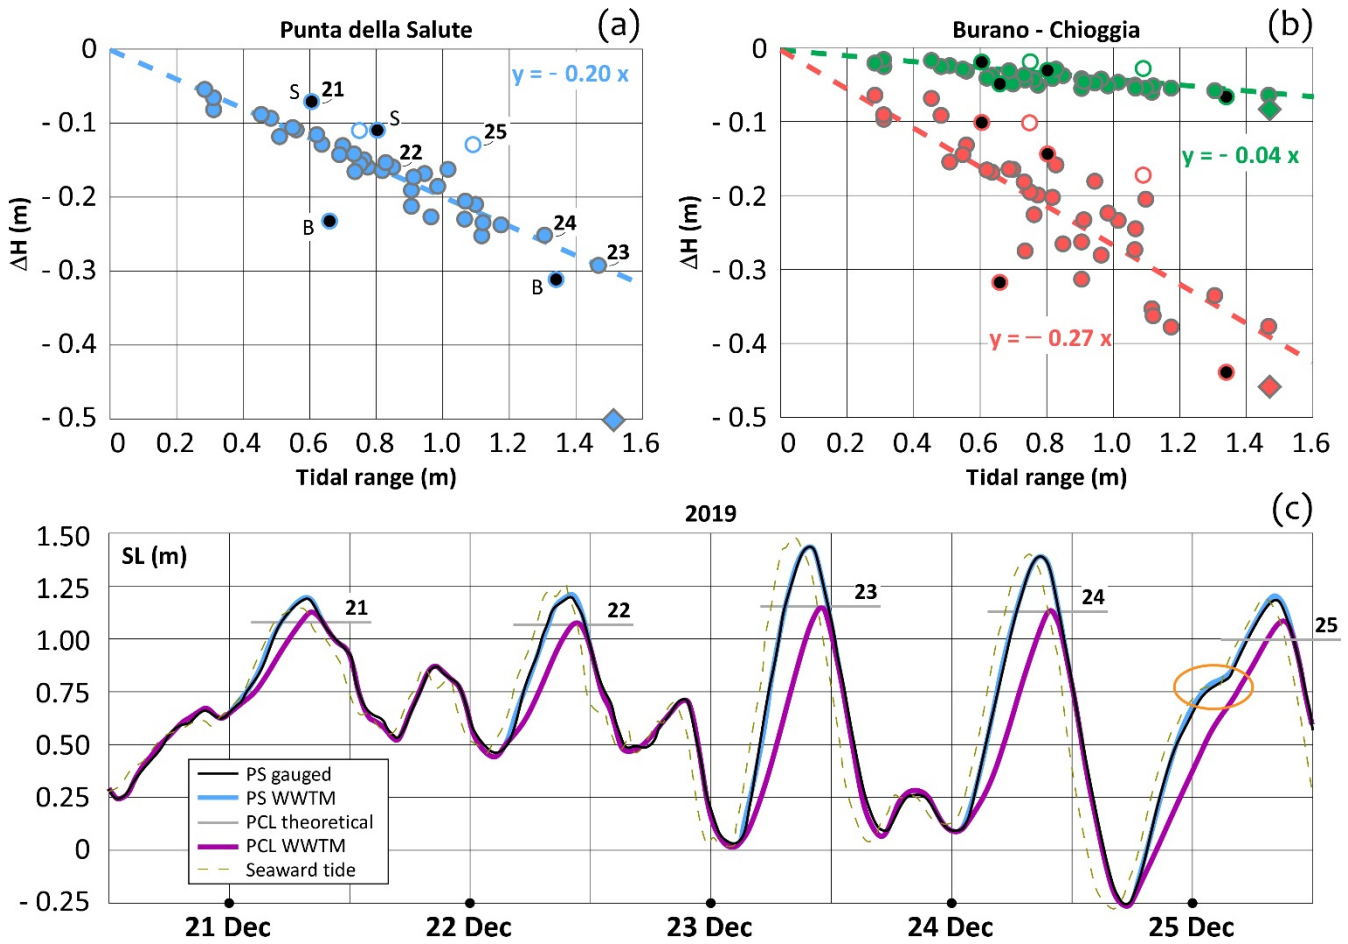 (a)
Punta della Salute
0
- 0.1
- 0.2
- 0.3
- 0.4
- 0.5
ΔH (m)
y = - 0.20 x
S 21
S
25
22
B
24
23
B
0 0.2 0.4 0.6 0.8 1.0 1.2 1.4 1.6
Tidal range (m)
(b)
Burano - Chioggia
0
- 0.1
- 0.2
- 0.3
- 0.4
- 0.5
ΔH (m)
y = - 0.04 x
y = - 0.27 x
0 0.2 0.4 0.6 0.8 1.0 1.2 1.4 1.6
Tidal range (m)
(c)
2019
1.50
1.25
1.00
0.75
0.50
0.25
0
- 0.25
SL (m)
21
22
23
24
25
PS gauged
PS WWTM
PCL theoretical
PCL WWTM
Seaward tide
21 Dec 22 Dec 23 Dec 24 Dec 25 Dec